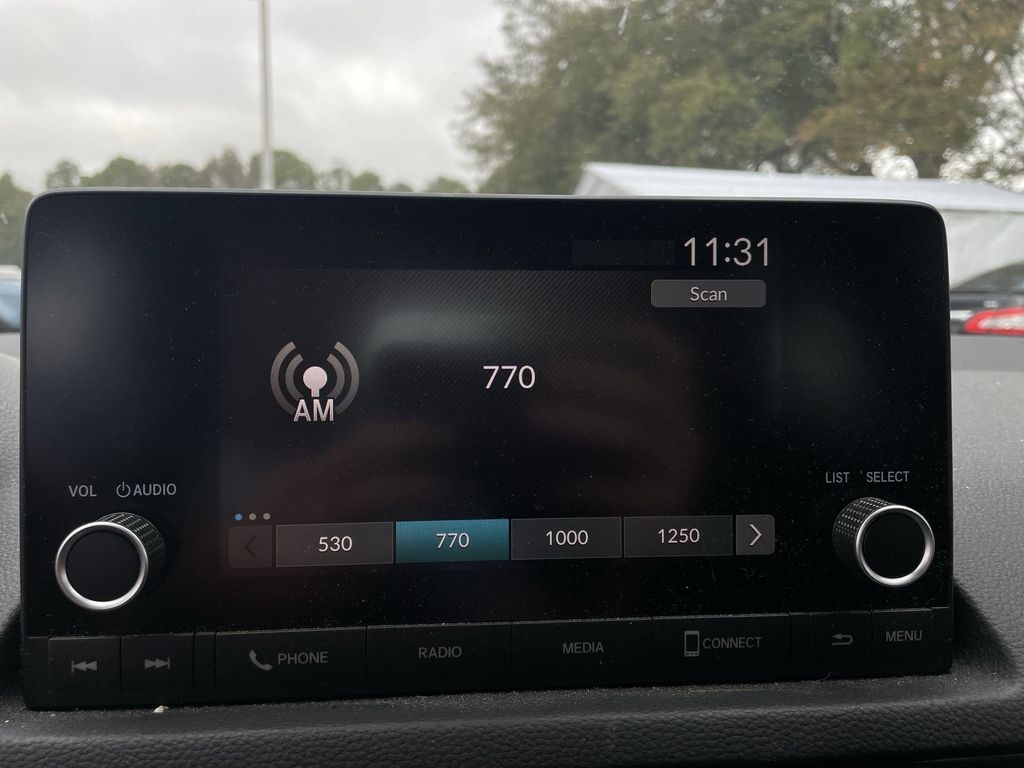 11:31
Scan
770
AM
VOL AUDIO
LIST SELECT
530 770 1000 1250
PHONE RADIO MEDIA CONNECT MENU